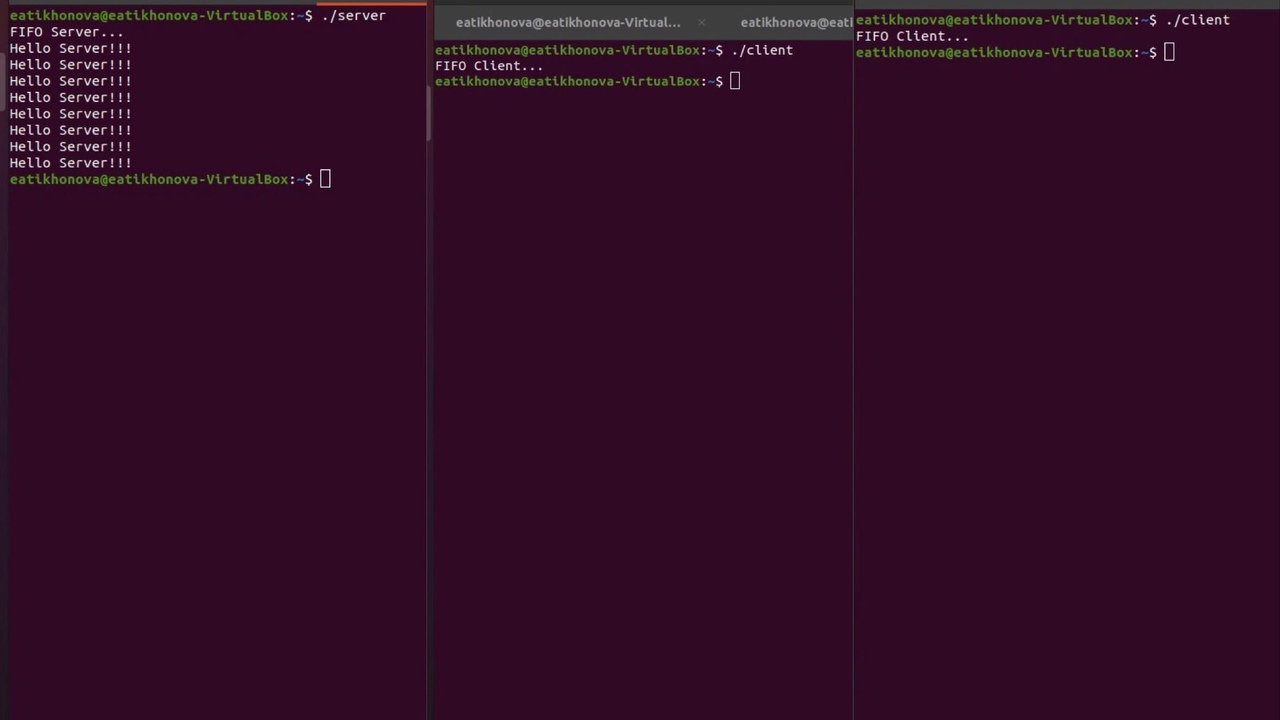 eatikhonova@eatikhonova-VirtualBox:~$ ./server
FIFO Server...
Hello Server!!!
Hello Server!!!
Hello Server!!!
Hello Server!!!
Hello Server!!!
Hello Server!!!
Hello Server!!!
Hello Server!!!
eatikhonova@eatikhonova-VirtualBox:~$
eatikhonova@eatikhonova-Virtual... × eatikhonova@eati
eatikhonova@eatikhonova-VirtualBox:~$ ./client
FIFO Client...
eatikhonova@eatikhonova-VirtualBox:~$
eatikhonova@eatikhonova-VirtualBox:~$ ./client
FIFO Client...
eatikhonova@eatikhonova-VirtualBox:~$